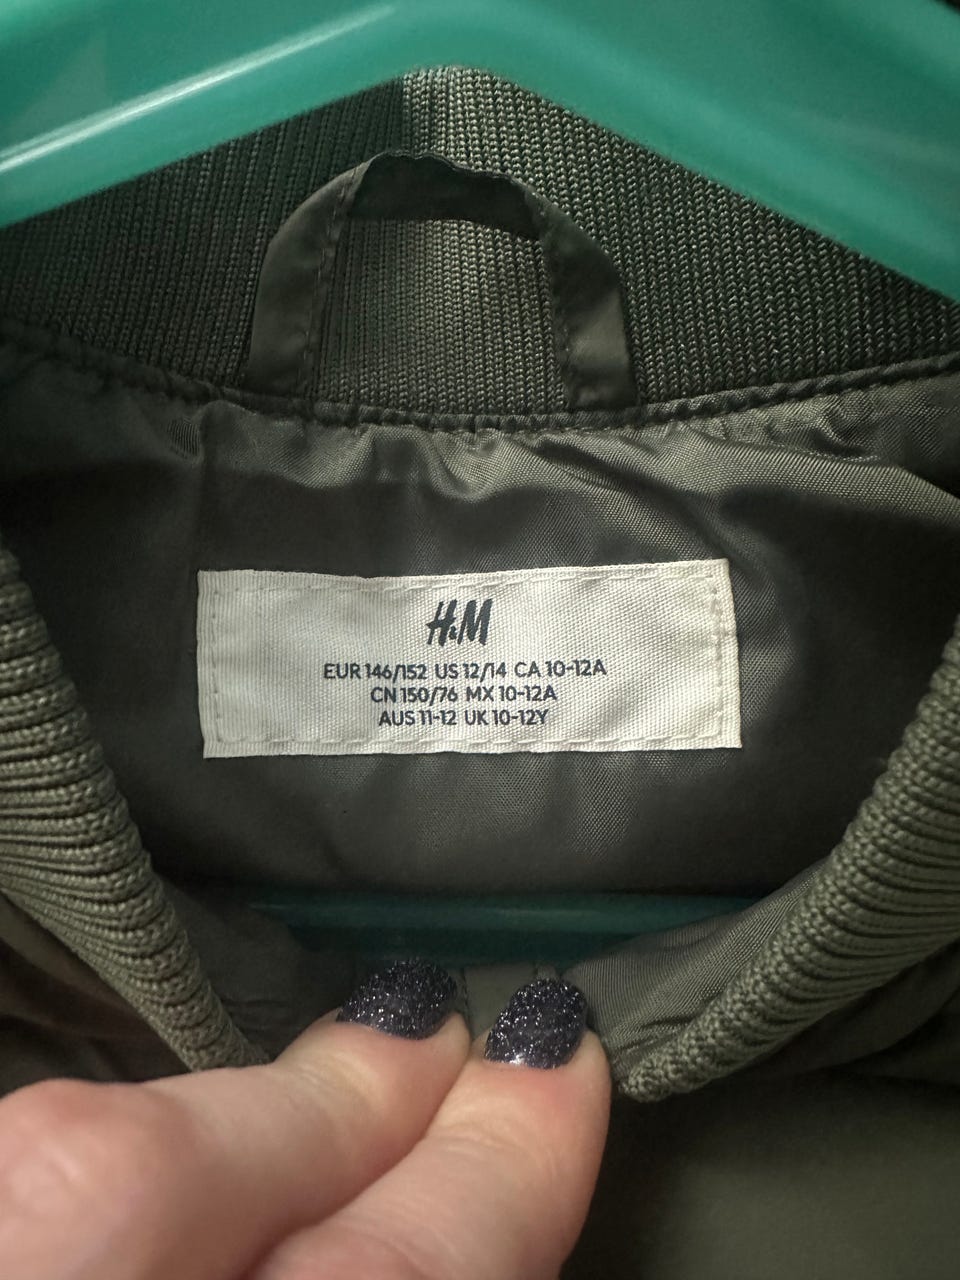 H&M
EUR 146/152 US 12/14 CA 10-12A
CN 150/76 MX 10-12A
AUS 11-12 UK 10-12Y